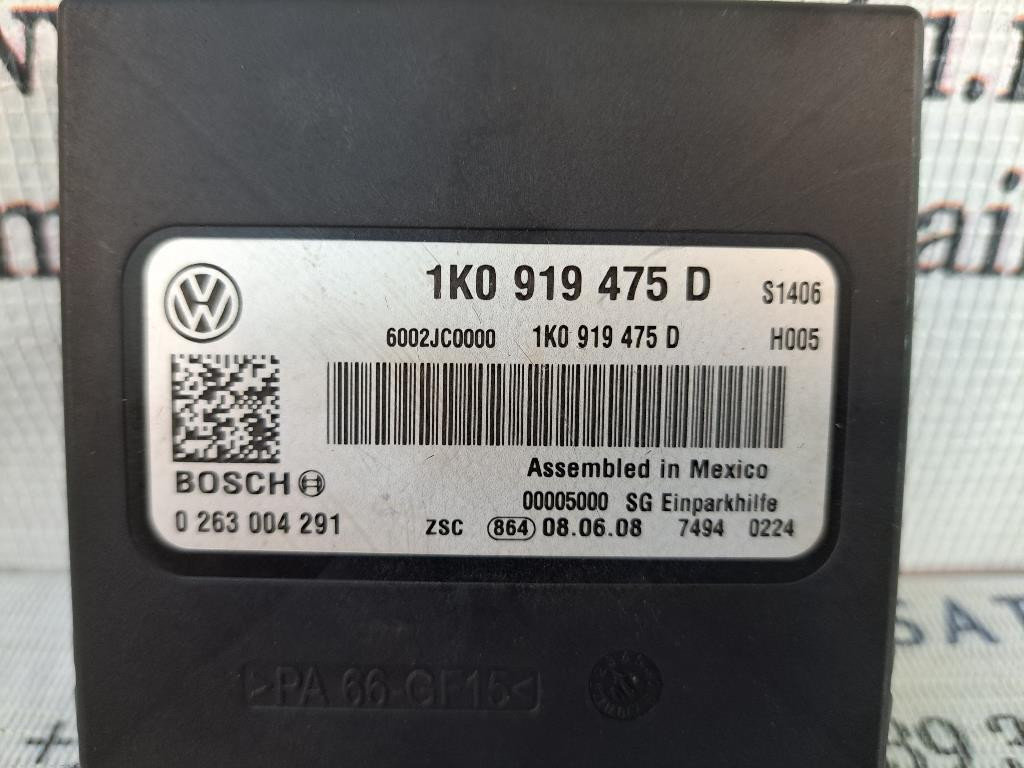 1K0 919 475 D S1406
6002JC0000 1K0 919 475 D H005
BOSCH
Assembled in Mexico
00005000 SG Einparkhilfe
0 263 004 291 ZSC 864 08.06.08 7494 0224
>PA 66-GF15<